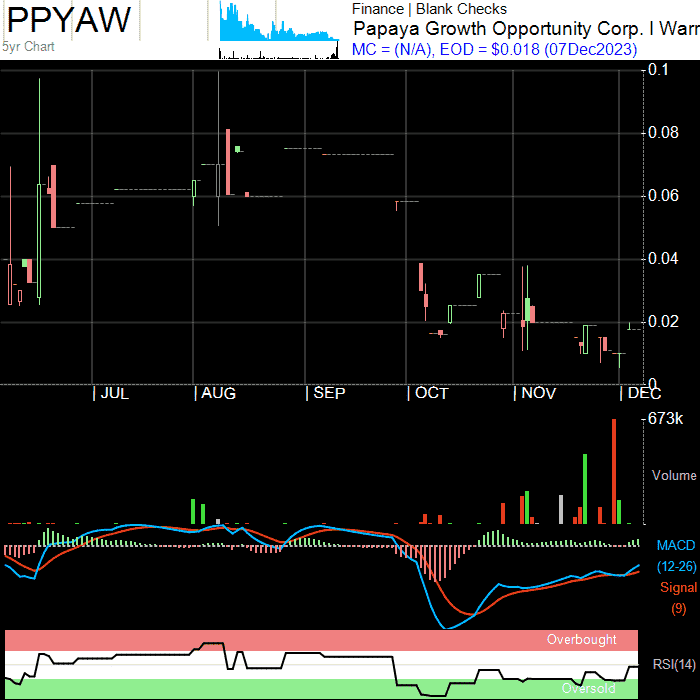 PPYAW
5yr Chart
Finance | Blank Checks
Papaya Growth Opportunity Corp. I Warr
MC = (N/A), EOD = $0.018 (07Dec2023)
0.1
0.08
0.06
0.04
0.02
0
| JUL | AUG | SEP | OCT | NOV | DEC
673k
Volume
MACD
(12-26)
Signal
(9)
Overbought
RSI(14)
Oversold